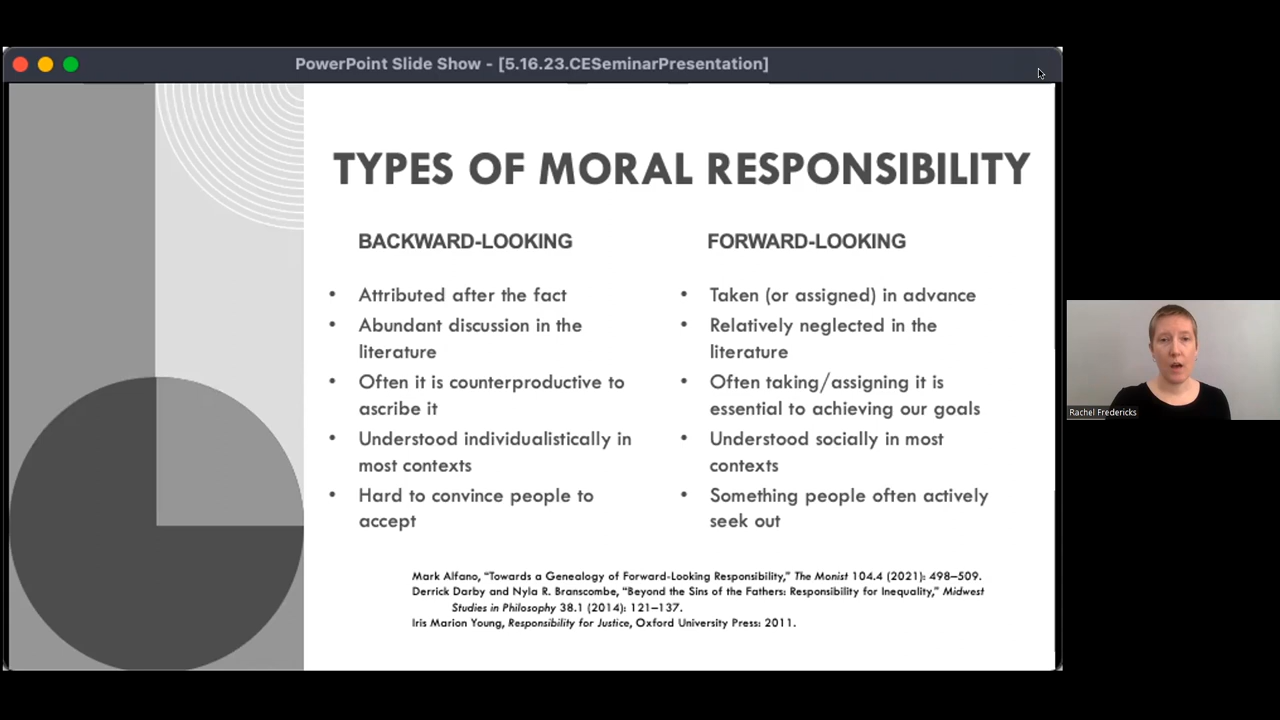 PowerPoint Slide Show - [5.16.23.CESeminarPresentation]
TYPES OF MORAL RESPONSIBILITY
BACKWARD-LOOKING
• Attributed after the fact
• Abundant discussion in the
literature
• Often it is counterproductive to
ascribe it
• Understood individualistically in
most contexts
• Hard to convince people to
accept
FORWARD-LOOKING
• Taken (or assigned) in advance
• Relatively neglected in the
literature
• Often taking/assigning it is
essential to achieving our goals
• Understood socially in most
contexts
• Something people often actively
seek out
Mark Alfano, “Towards a Genealogy of Forward-Looking Responsibility,” The Monist 104.4 (2021): 498–509.
Derrick Darby and Nyla R. Branscombe, “Beyond the Sins of the Fathers: Responsibility for Inequality,” Midwest
Studies in Philosophy 38.1 (2014): 121–137.
Iris Marion Young, Responsibility for Justice, Oxford University Press: 2011.
Rachel Fredericks